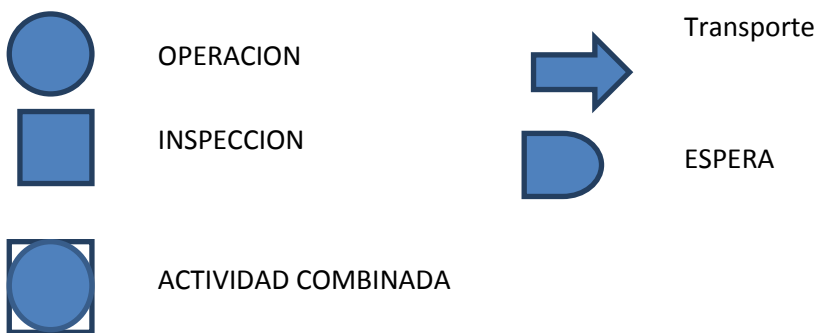 OPERACION
Transporte
INSPECCION
ESPERA
ACTIVIDAD COMBINADA